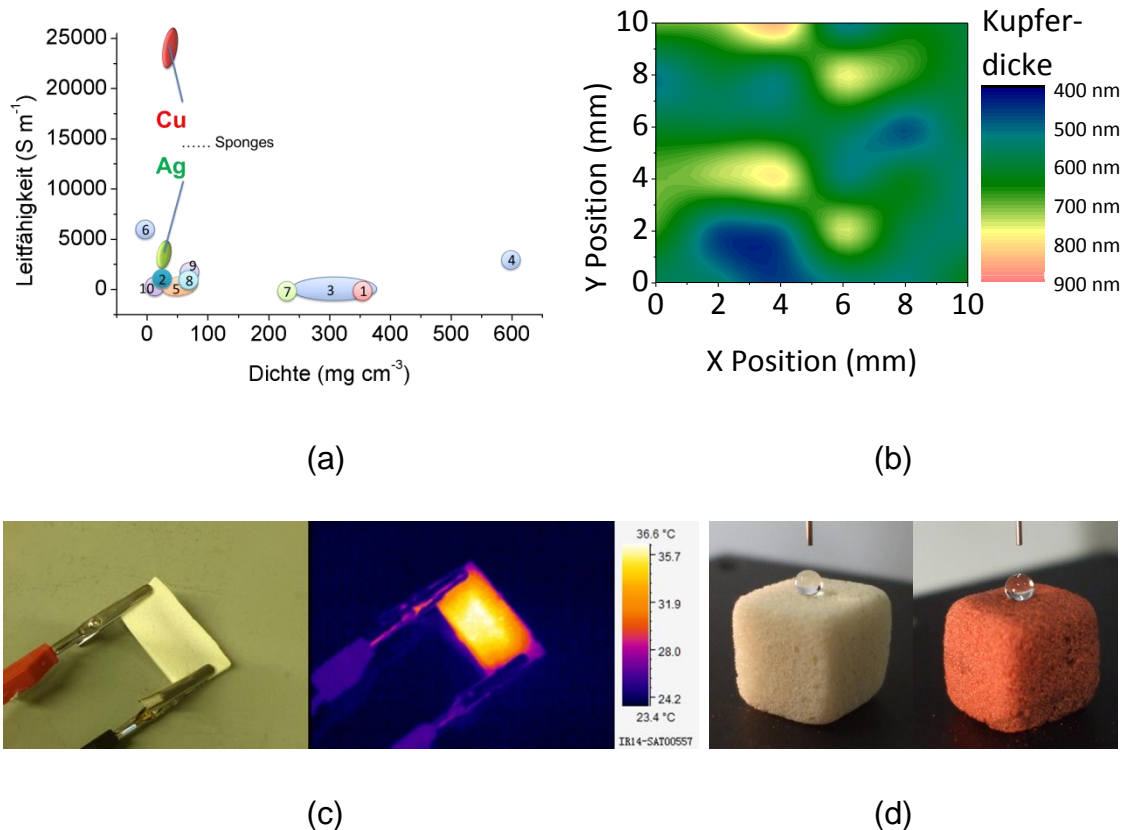 25000
20000
15000
10000
5000
0
Leitfähigkeit (S m⁻¹)
Cu
Ag
...... Sponges
6
2
9
8
10
5
7
3
1
4
0 100 200 300 400 500 600
Dichte (mg cm⁻³)
(a)
10
8
6
4
2
0
Y Position (mm)
0 2 4 6 8 10
X Position (mm)
Kupfer-
dicke
400 nm
500 nm
600 nm
700 nm
800 nm
900 nm
(b)
36.6 °C
35.7
31.9
28.0
24.2
23.4 °C
IR14-SAT00557
(c)
(d)